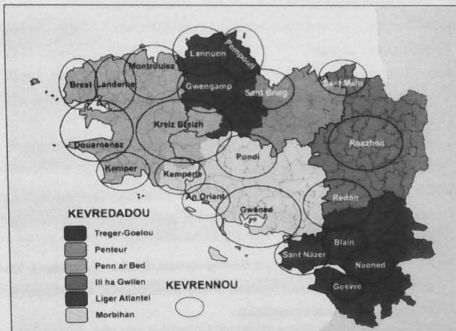 Lannuon
Pempoull
Montroulez
Brest
Landerne
Gwengamp
Sant Brieg
Sant Malo
Kreiz Breizh
Douarnenez
Roazhon
Pondi
Kemper
Kemperle
An Oriant
Gwened
Redon
Blain
Sant Nazer
Naoned
Gosvre
KEVREDADOU
Treger-Goelou
Penteur
Penn ar Bed
Ill ha Gwilen
Liger Atlantel
Morbihan
KEVRENNOU